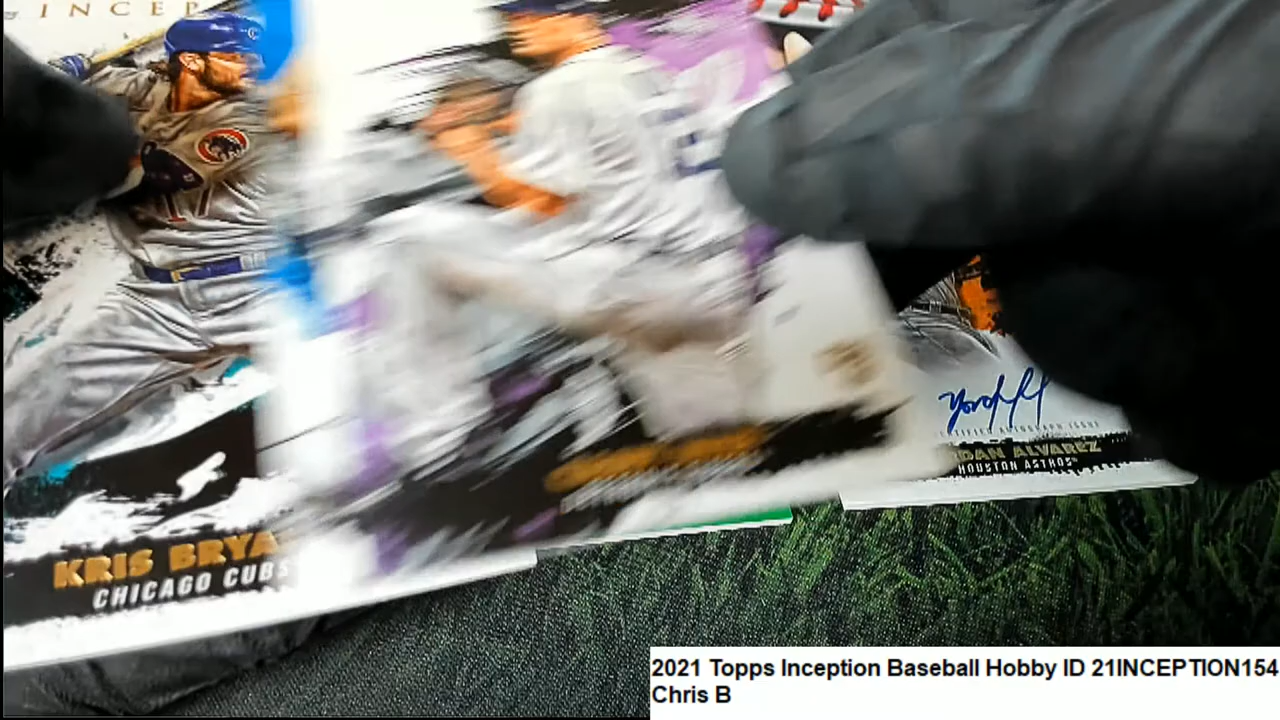 INCEP
KRIS BRYA
CHICAGO CUBS
DAN ALVAREZ
HOUSTON ASTROS
2021 Topps Inception Baseball Hobby ID 21INCEPTION154
Chris B